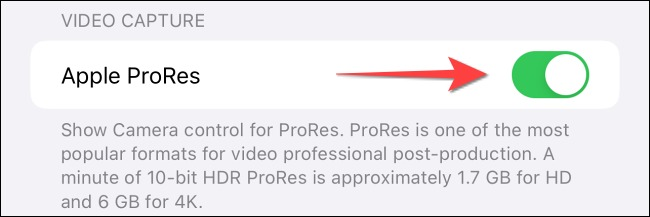 VIDEO CAPTURE
Apple ProRes
Show Camera control for ProRes. ProRes is one of the most
popular formats for video professional post-production. A
minute of 10-bit HDR ProRes is approximately 1.7 GB for HD
and 6 GB for 4K.